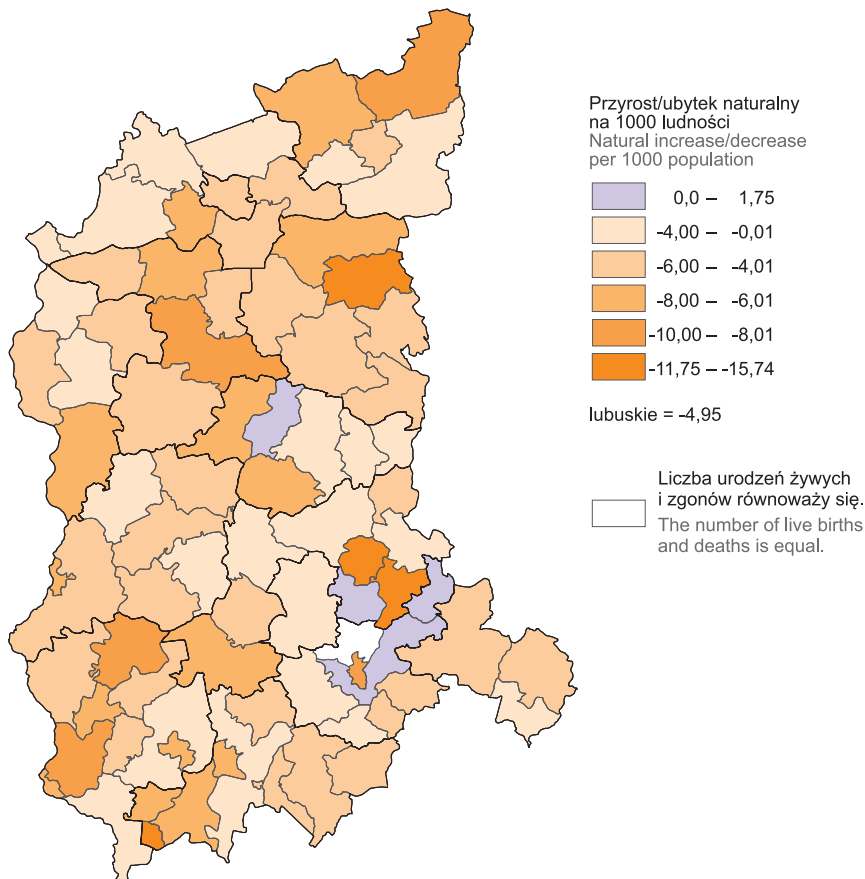 Przyrost/ubytek naturalny
na 1000 ludności
Natural increase/decrease
per 1000 population
0,0 – 1,75
-4,00 – -0,01
-6,00 – -4,01
-8,00 – -6,01
-10,00 – -8,01
-11,75 – -15,74
lubuskie = -4,95
Liczba urodzeń żywych
i zgonów równoważy się.
The number of live births
and deaths is equal.